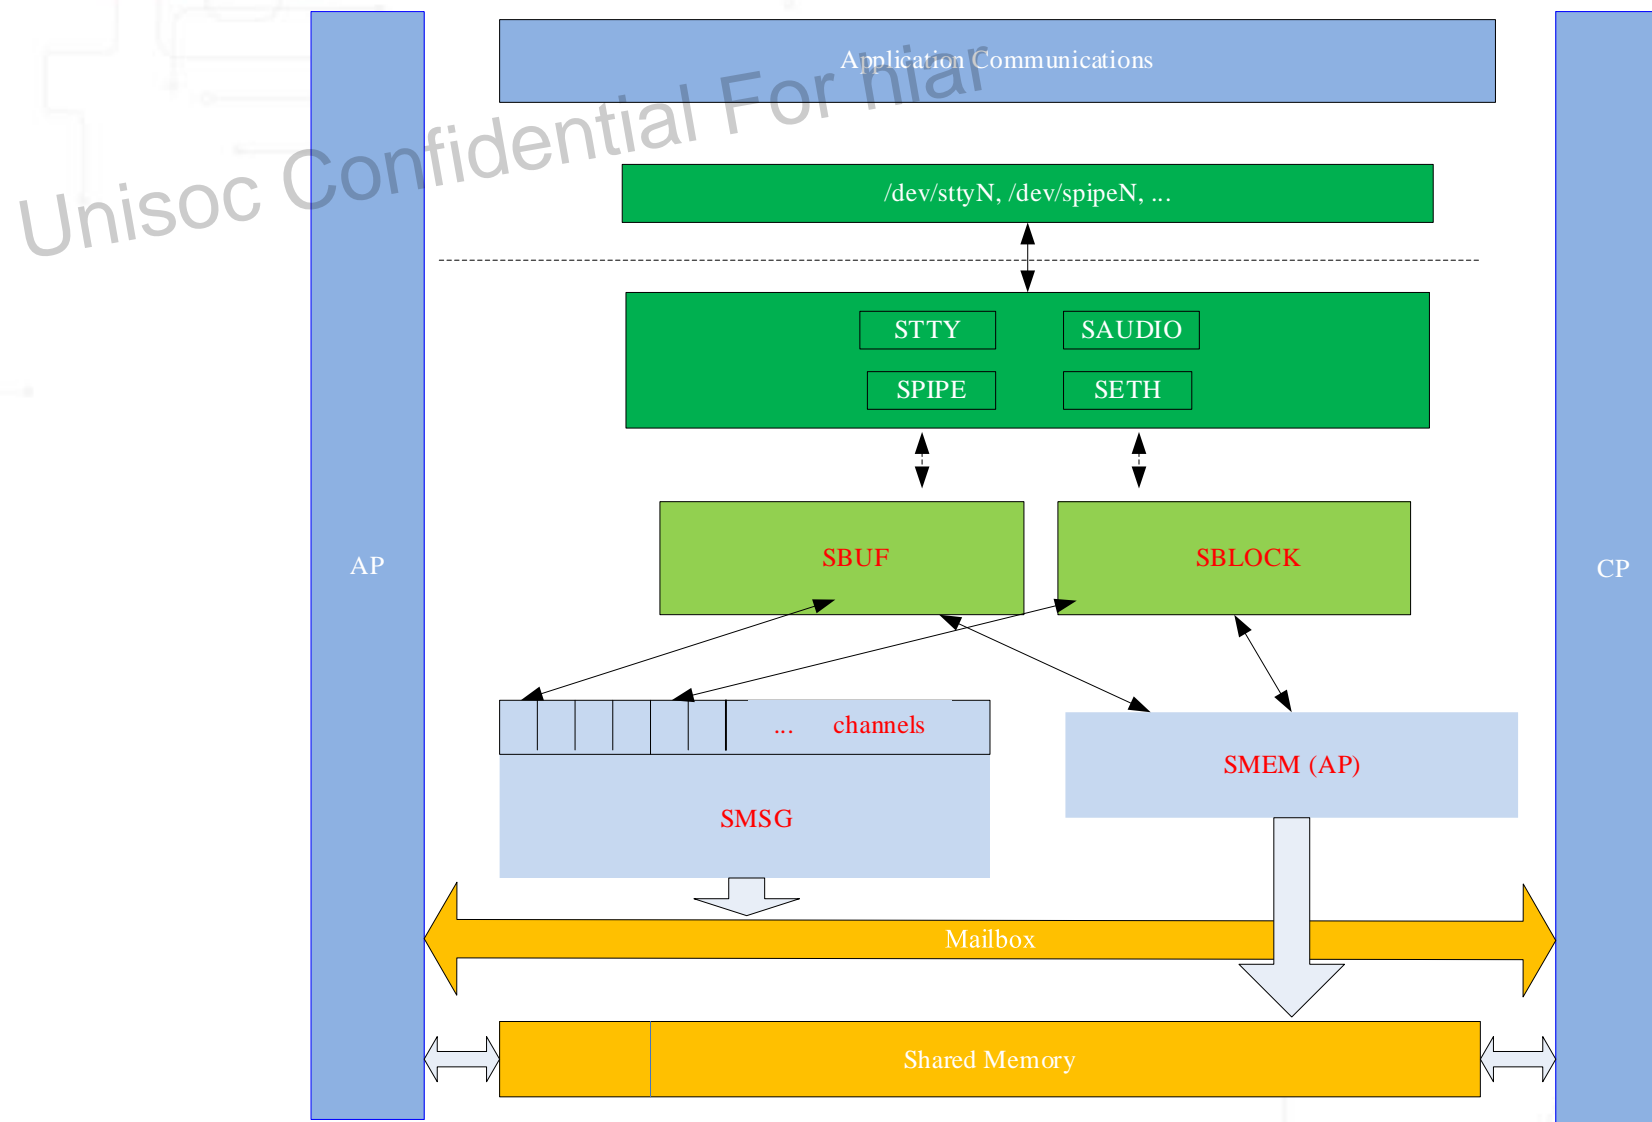 Application Communications
Unisoc Confidential For hiar
/dev/sttyN, /dev/spipeN, ...
STTY
SAUDIO
SPIPE
SETH
SBUF
SBLOCK
AP
CP
... channels
SMEM (AP)
SMSG
Mailbox
Shared Memory